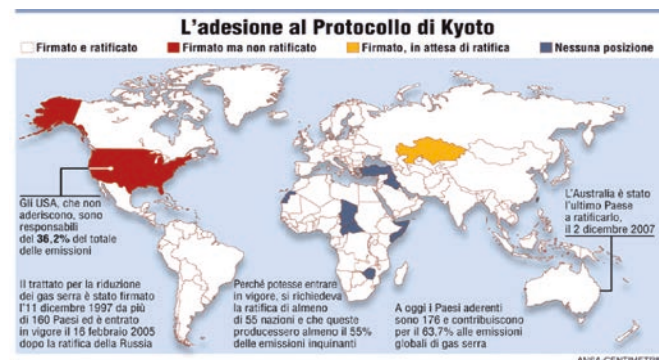 L'adesione al Protocollo di Kyoto
Firmato e ratificato
Firmato ma non ratificato
Firmato, in attesa di ratifica
Nessuna posizione
Gli USA, che non
aderiscono, sono
responsabili
del 36,2% del totale
delle emissioni
L'Australia è stato
l'ultimo Paese
a ratificarlo,
il 2 dicembre 2007
Il trattato per la riduzione
dei gas serra è stato firmato
l'11 dicembre 1997 da più
di 160 Paesi ed è entrato
in vigore il 16 febbraio 2005
dopo la ratifica della Russia
Perché potesse entrare
in vigore, si richiedeva
la ratifica di almeno
di 55 nazioni e che queste
producessero almeno il 55%
delle emissioni inquinanti
A oggi i Paesi aderenti
sono 176 e contribuiscono
per il 63,7% alle emissioni
globali di gas serra
ANSA-CENTIMETRI